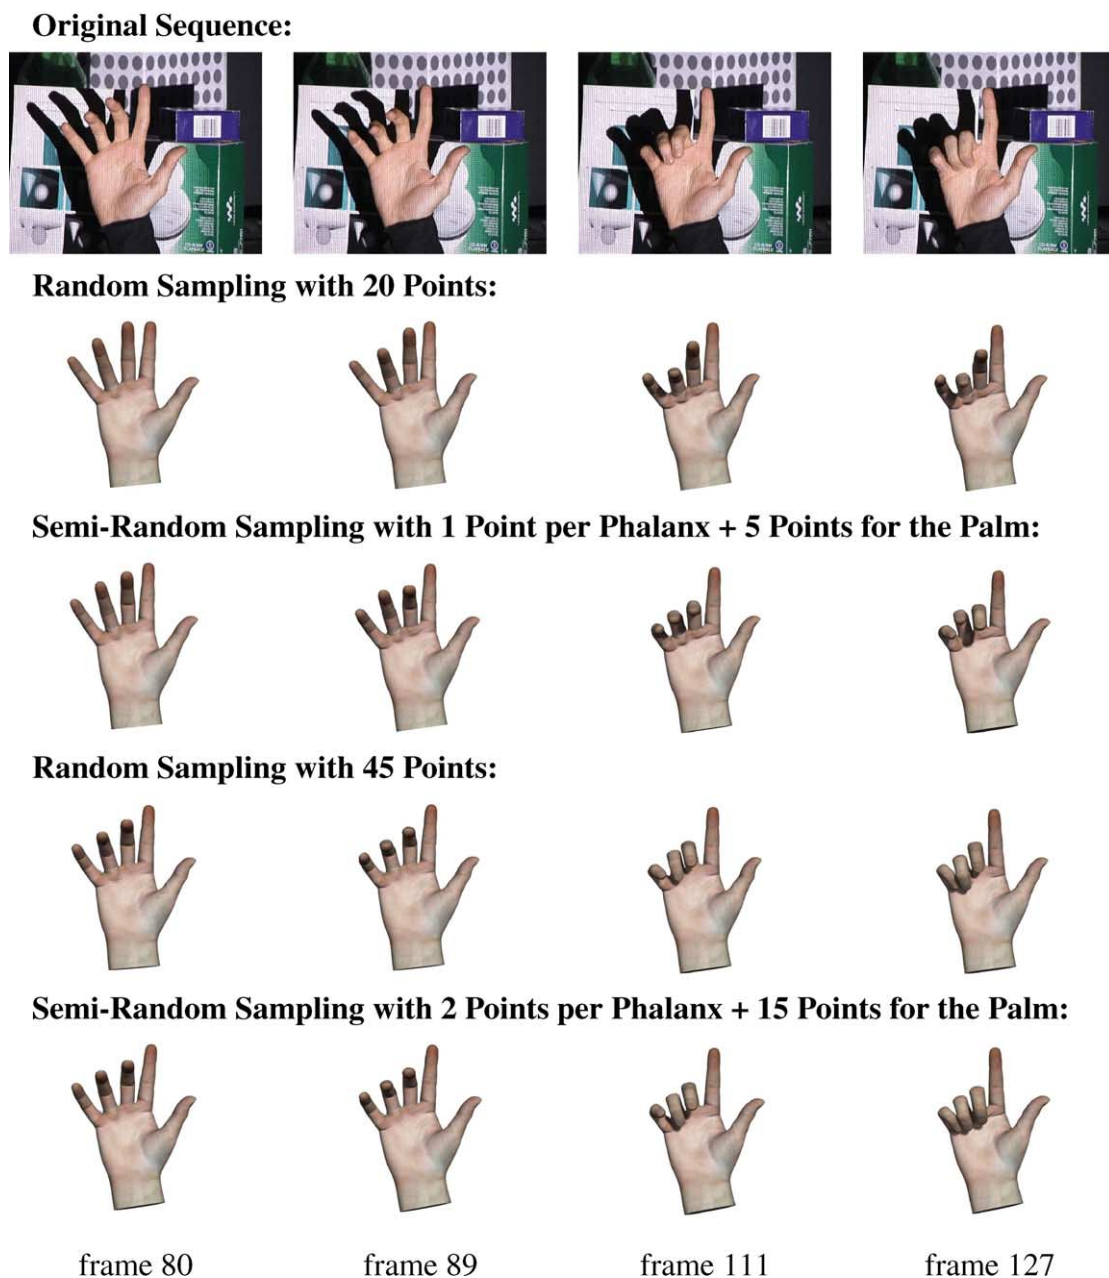 Original Sequence:
Random Sampling with 20 Points:
Semi-Random Sampling with 1 Point per Phalanx + 5 Points for the Palm:
Random Sampling with 45 Points:
Semi-Random Sampling with 2 Points per Phalanx + 15 Points for the Palm:
frame 80
frame 89
frame 111
frame 127